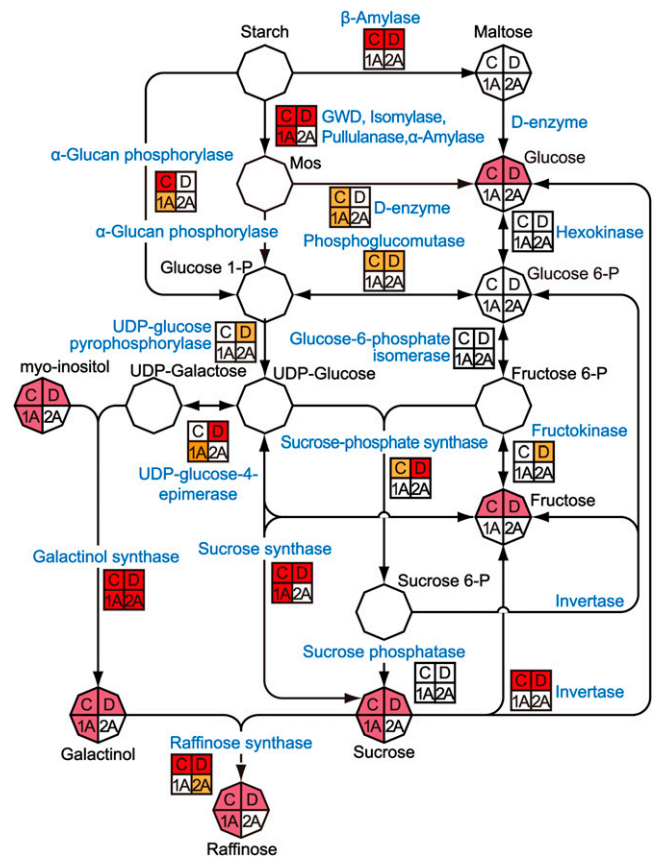 β-Amylase
Starch
C D
1A 2A
Maltose
C D
1A 2A
C D
1A 2A
GWD, Isomylase,
Pullulanase,α-Amylase
D-enzyme
α-Glucan phosphorylase
C D
1A 2A
Mos
Glucose
C D
1A 2A
C D
1A 2A
D-enzyme
C D
1A 2A
Hexokinase
α-Glucan phosphorylase
Phosphoglucomutase
C D
1A 2A
Glucose 1-P
Glucose 6-P
C D
1A 2A
UDP-glucose
pyrophosphorylase
C D
1A 2A
Glucose-6-phosphate
isomerase
C D
1A 2A
myo-inositol
C D
1A 2A
UDP-Galactose
UDP-Glucose
Fructose 6-P
C D
1A 2A
UDP-glucose-4-
epimerase
Sucrose-phosphate synthase
C D
1A 2A
Fructokinase
C D
1A 2A
Fructose
C D
1A 2A
Galactinol synthase
C D
1A 2A
Sucrose synthase
C D
1A 2A
Sucrose 6-P
Invertase
Sucrose phosphatase
C D
1A 2A
C D
1A 2A
Invertase
C D
1A 2A
Galactinol
C D
1A 2A
Sucrose
Raffinose synthase
C D
1A 2A
C D
1A 2A
Raffinose